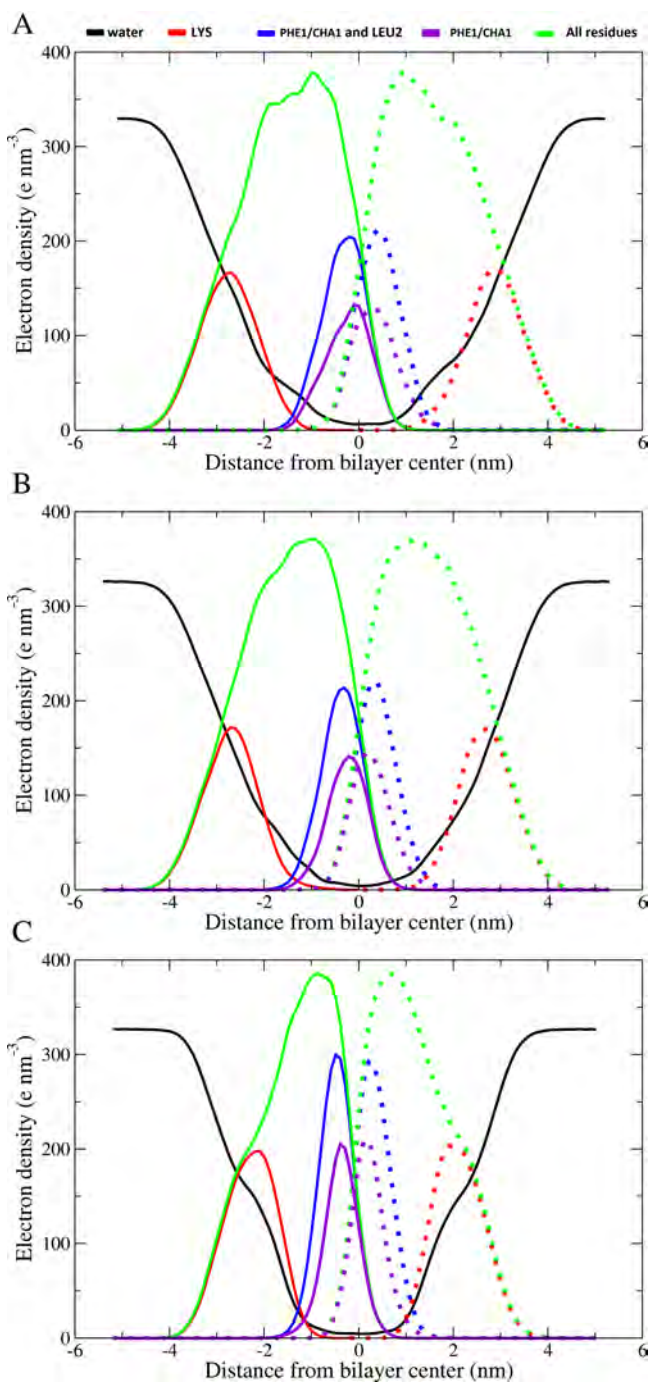 A
water LYS PHE1/CHA1 and LEU2 PHE1/CHA1 All residues
400
300
200
100
0
Electron density (e nm-3)
-6 -4 -2 0 2 4 6
Distance from bilayer center (nm)
B
400
300
200
100
0
Electron density (e nm-3)
-6 -4 -2 0 2 4 6
Distance from bilayer center (nm)
C
400
300
200
100
0
Electron density (e nm-3)
-6 -4 -2 0 2 4 6
Distance from bilayer center (nm)